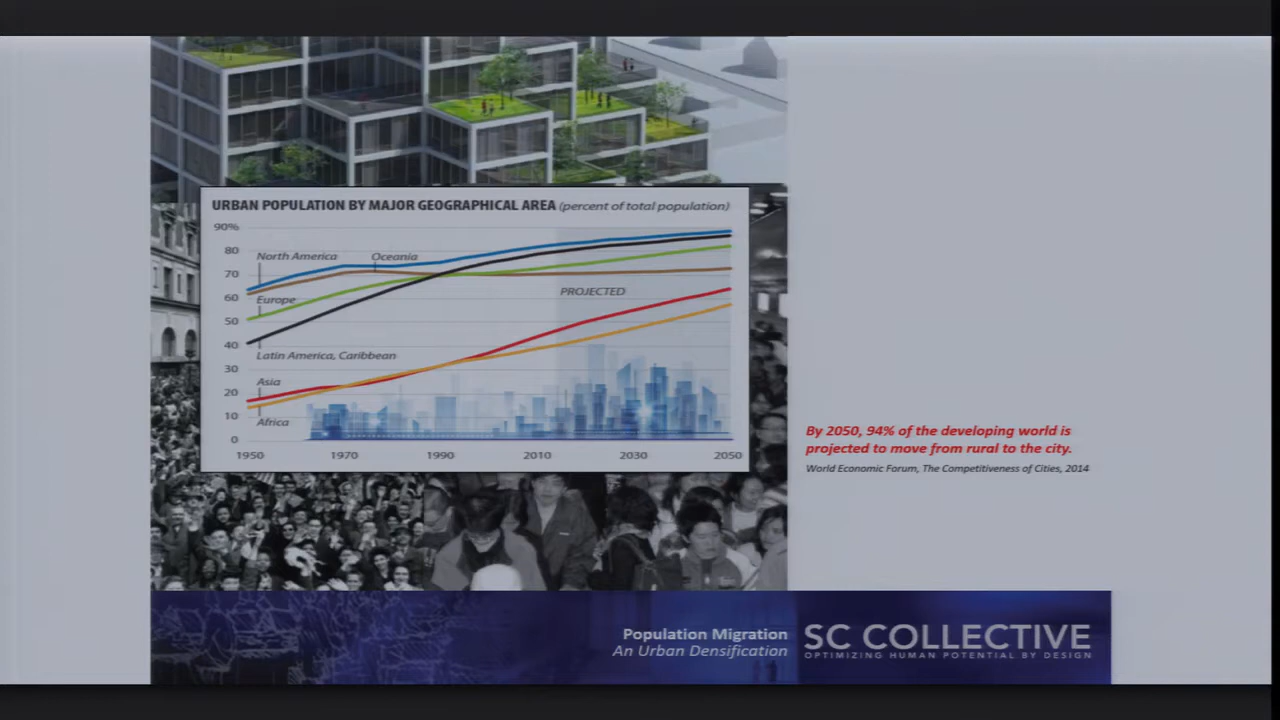 URBAN POPULATION BY MAJOR GEOGRAPHICAL AREA (percent of total population)
90%
80
70
60
50
40
30
20
10
0
North America
Oceania
Europe
PROJECTED
Latin America, Caribbean
Asia
Africa
1950 1970 1990 2010 2030 2050
By 2050, 94% of the developing world is
projected to move from rural to the city.
World Economic Forum, The Competitiveness of Cities, 2014
Population Migration
An Urban Densification
SC COLLECTIVE
OPTIMIZING HUMAN POTENTIAL BY DESIGN